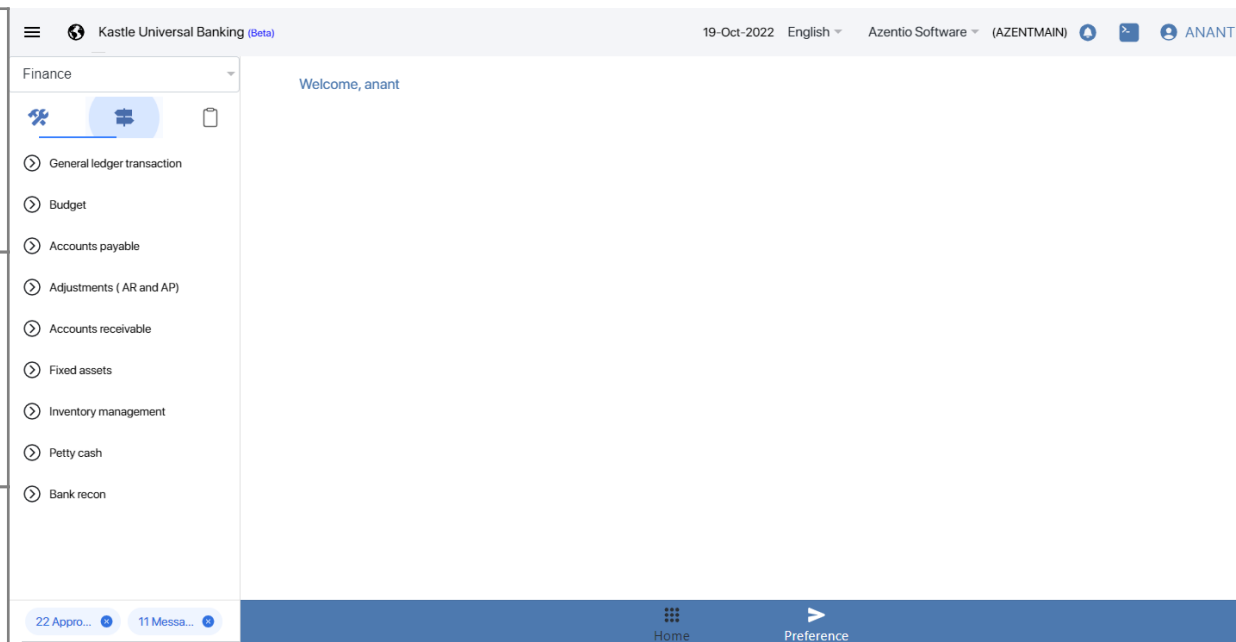 Kastle Universal Banking (Beta)
19-Oct-2022 English Azentio Software (AZENTMAIN) ANANT
Finance
Welcome, anant
General ledger transaction
Budget
Accounts payable
Adjustments ( AR and AP)
Accounts receivable
Fixed assets
Inventory management
Petty cash
Bank recon
22 Appro... 11 Messa...
Home Preference